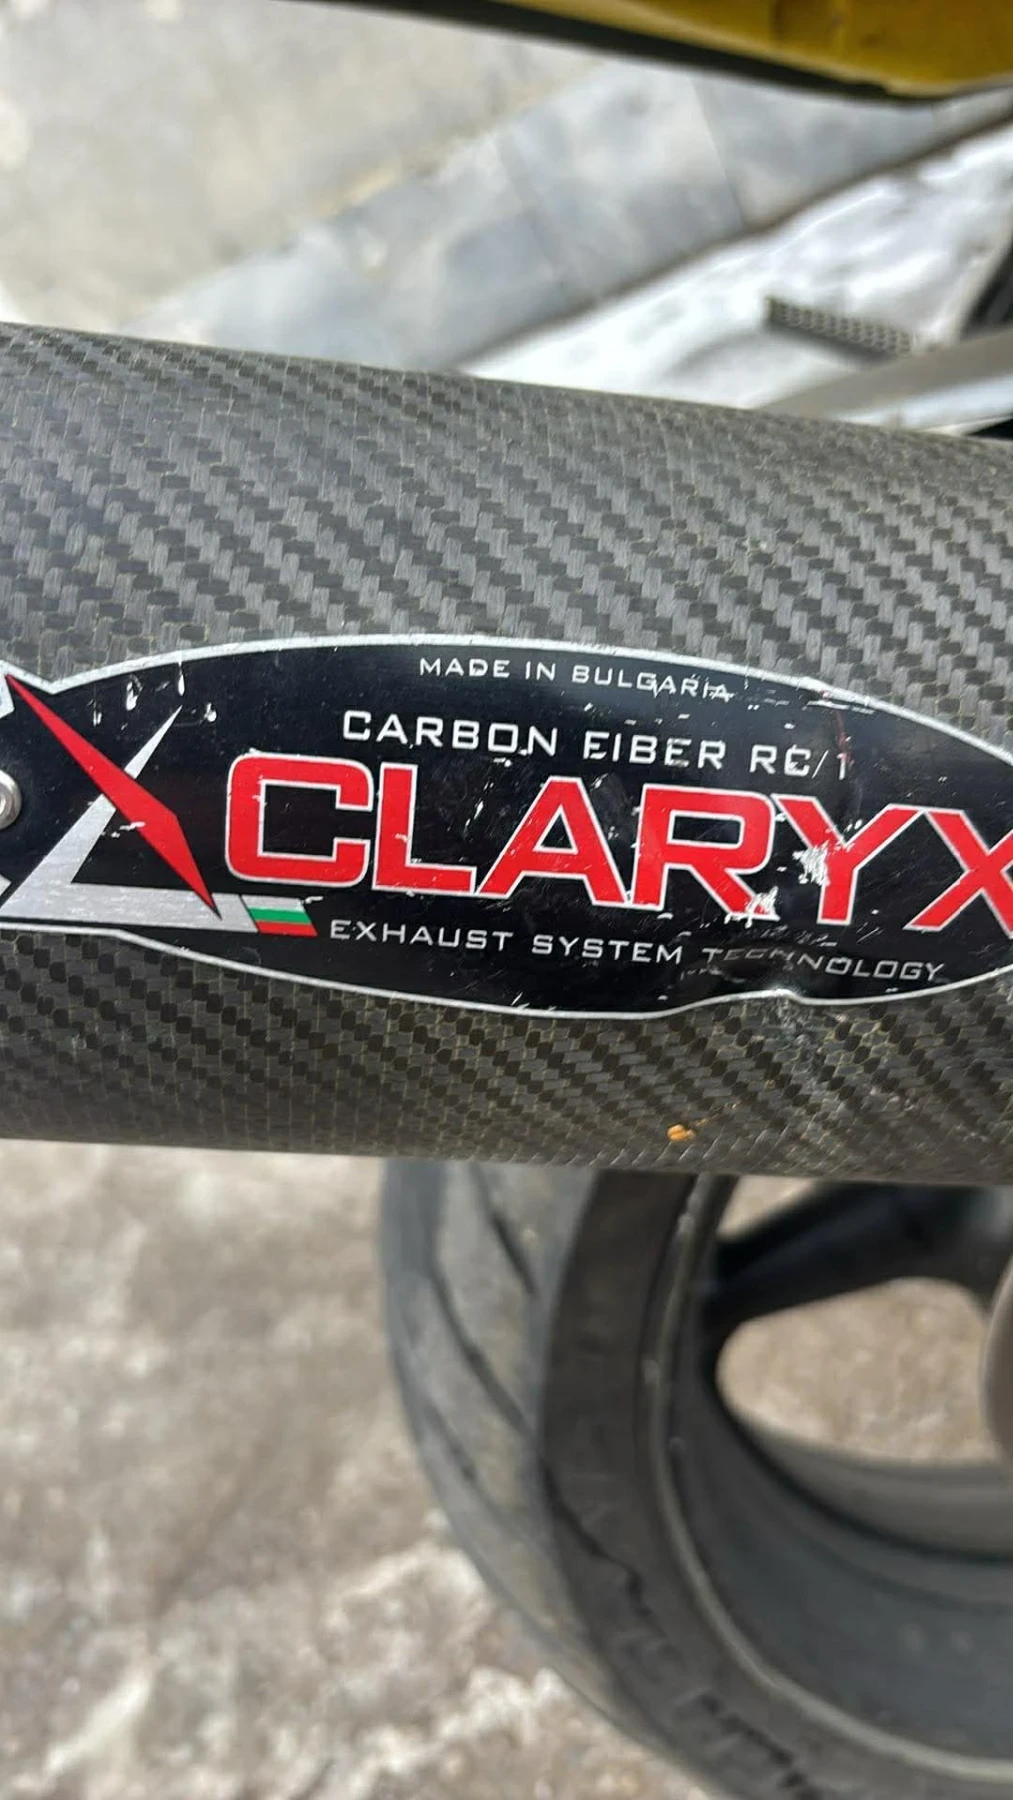 MADE IN BULGARIA
CARBON FIBER RC/1
CLARYX
EXHAUST SYSTEM TECHNOLOGY